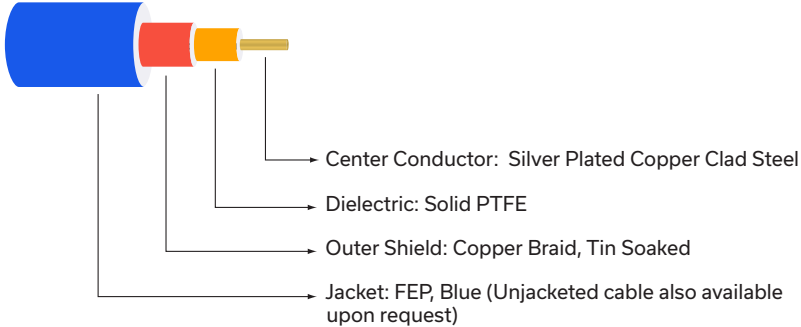 Center Conductor: Silver Plated Copper Clad Steel
Dielectric: Solid PTFE
Outer Shield: Copper Braid, Tin Soaked
Jacket: FEP, Blue (Unjacketed cable also available
upon request)